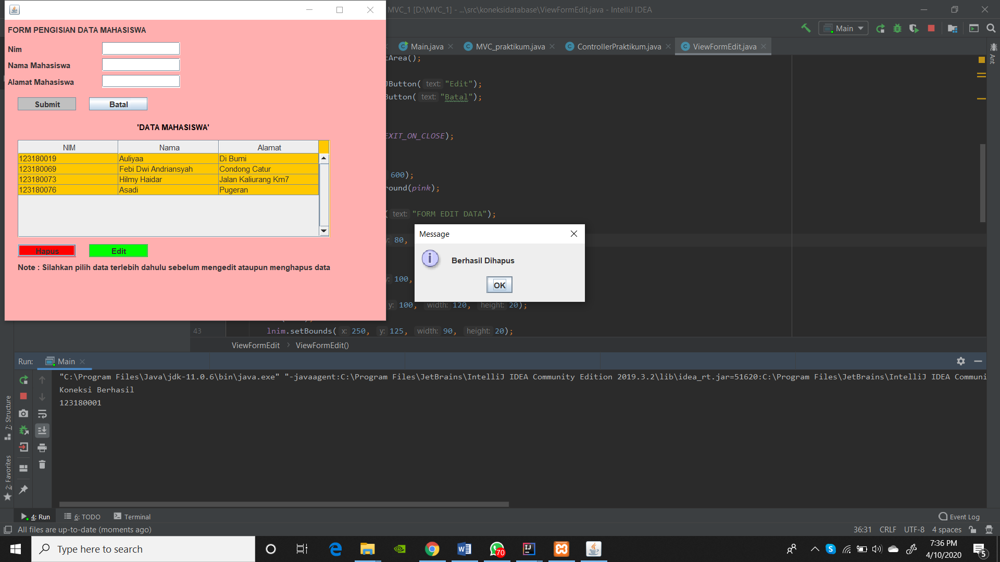 MVC_1 [D:\MVC_1] - ...\src\koneksidatabase\ViewFormEdit.java - IntelliJ IDEA
FORM PENGISIAN DATA MAHASISWA
Nim
Nama Mahasiswa
Alamat Mahasiswa
Submit
Batal
'DATA MAHASISWA'
NIM Nama Alamat
123180019 Auliyaa Di Bumi
123180069 Febi Dwi Andriansyah Condong Catur
123180073 Hilmy Haidar Jalan Kaliurang Km7
123180076 Asadi Pugeran
Hapus
Edit
Note : Silahkan pilih data terlebih dahulu sebelum mengedit ataupun menghapus data
Main
Main.java
MVC_praktikum.java
ControllerPraktikum.java
ViewFormEdit.java
Ant
tArea();
JButton( text: "Edit");
Button( text: "Batal");
EXIT_ON_CLOSE);
600);
round(pink);
( text: "FORM EDIT DATA");
y: 80,
y: 100,
y: 100, width: 120, height: 20);
43 lnim.setBounds( x: 250, y: 125, width: 90, height: 20);
Message
Berhasil Dihapus
OK
ViewFormEdit › ViewFormEdit()
Run: Main
"C:\Program Files\Java\jdk-11.0.6\bin\java.exe" "-javaagent:C:\Program Files\JetBrains\IntelliJ IDEA Community Edition 2019.3.2\lib\idea_rt.jar=51620:C:\Program Files\JetBrains\IntelliJ IDEA Communi
Koneksi Berhasil
123180001
7: Structure
2: Favorites
4: Run
6: TODO
Terminal
Event Log
All files are up-to-date (moments ago)
36:31 CRLF UTF-8 4 spaces
Type here to search
70
7:36 PM
4/10/2020
5